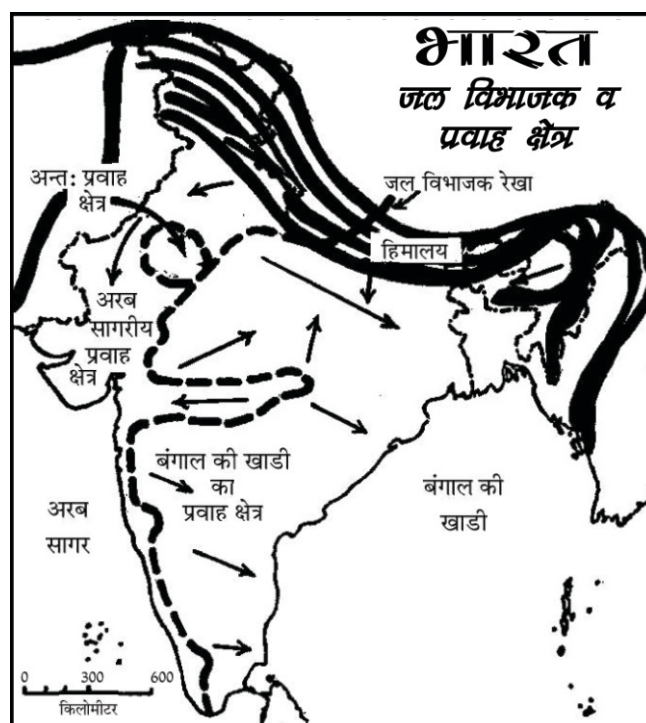 भारत
जल विभाजक व
प्रवाह क्षेत्र
अन्त: प्रवाह
क्षेत्र
जल विभाजक रेखा
हिमालय
अरब
सागरीय
प्रवाह
क्षेत्र
बंगाल की खाडी
का
प्रवाह क्षेत्र
बंगाल की
खाडी
अरब
सागर
0 300 600
किलोमीटर